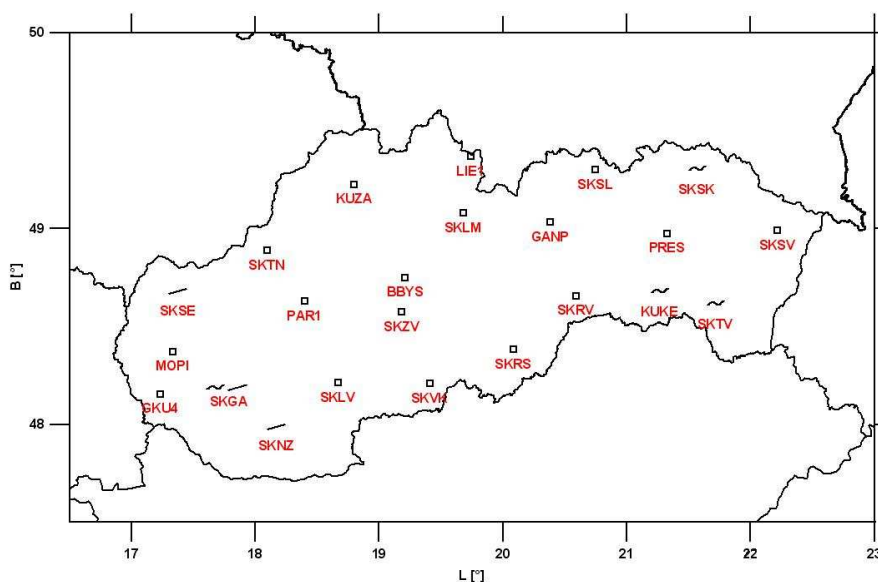 50
LIE1
KUZA
SKSL
SKSK
49
SKLM
GANP
PRES
SKSV
SKTN
B [°]
SKSE
BBYS
PAR1
SKZV
SKRV
KUKE
SKTV
MOPI
SKRS
GKU4
SKGA
SKLV
SKVK
48
SKNZ
17 18 19 20 21 22 23
L [°]